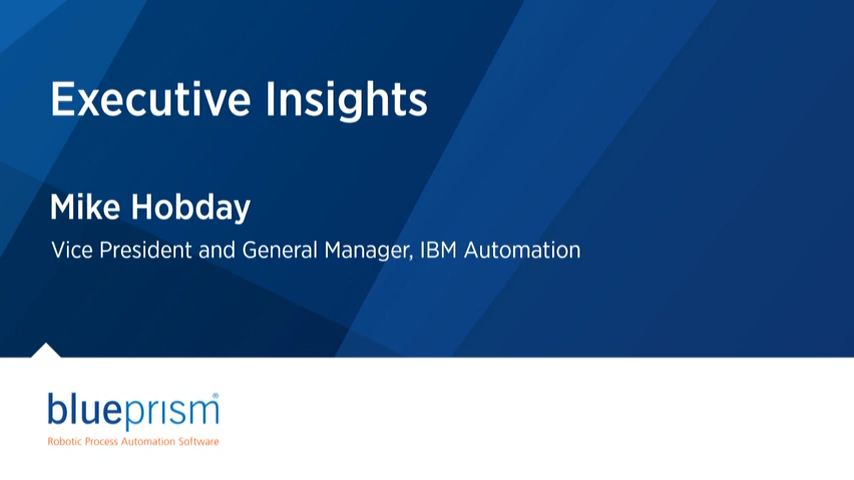 Executive Insights
Mike Hobday
Vice President and General Manager, IBM Automation
blueprism®
Robotic Process Automation Software